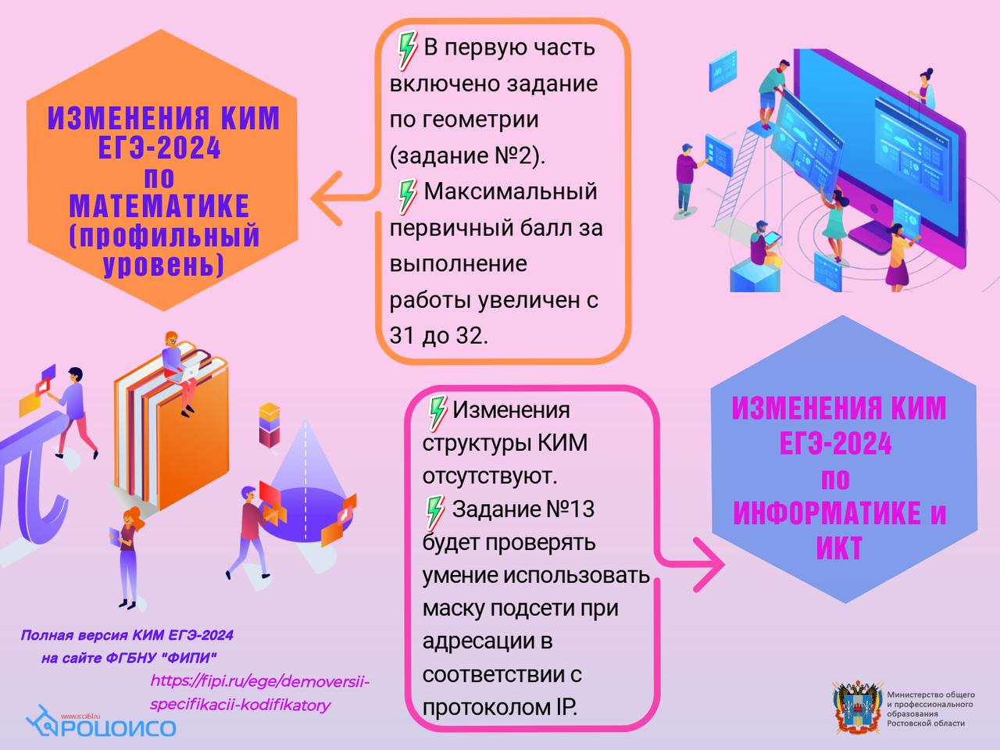 ИЗМЕНЕНИЯ КИМ
ЕГЭ-2024
по
МАТЕМАТИКЕ
(профильный
уровень)
В первую часть
включено задание
по геометрии
(задание №2).
Максимальный
первичный балл за
выполнение
работы увеличен с
31 до 32.
Изменения
структуры КИМ
отсутствуют.
Задание №13
будет проверять
умение использовать
маску подсети при
адресации в
соответствии с
протоколом IP.
ИЗМЕНЕНИЯ КИМ
ЕГЭ-2024
по
ИНФОРМАТИКЕ и
ИКТ
Полная версия КИМ ЕГЭ-2024
на сайте ФГБНУ "ФИПИ"
https://fipi.ru/ege/demoversii-
specifikacii-kodifikatory
www.rcoi61.ru
РОЦОИСО
Министерство общего
и профессионального
образования
Ростовской области